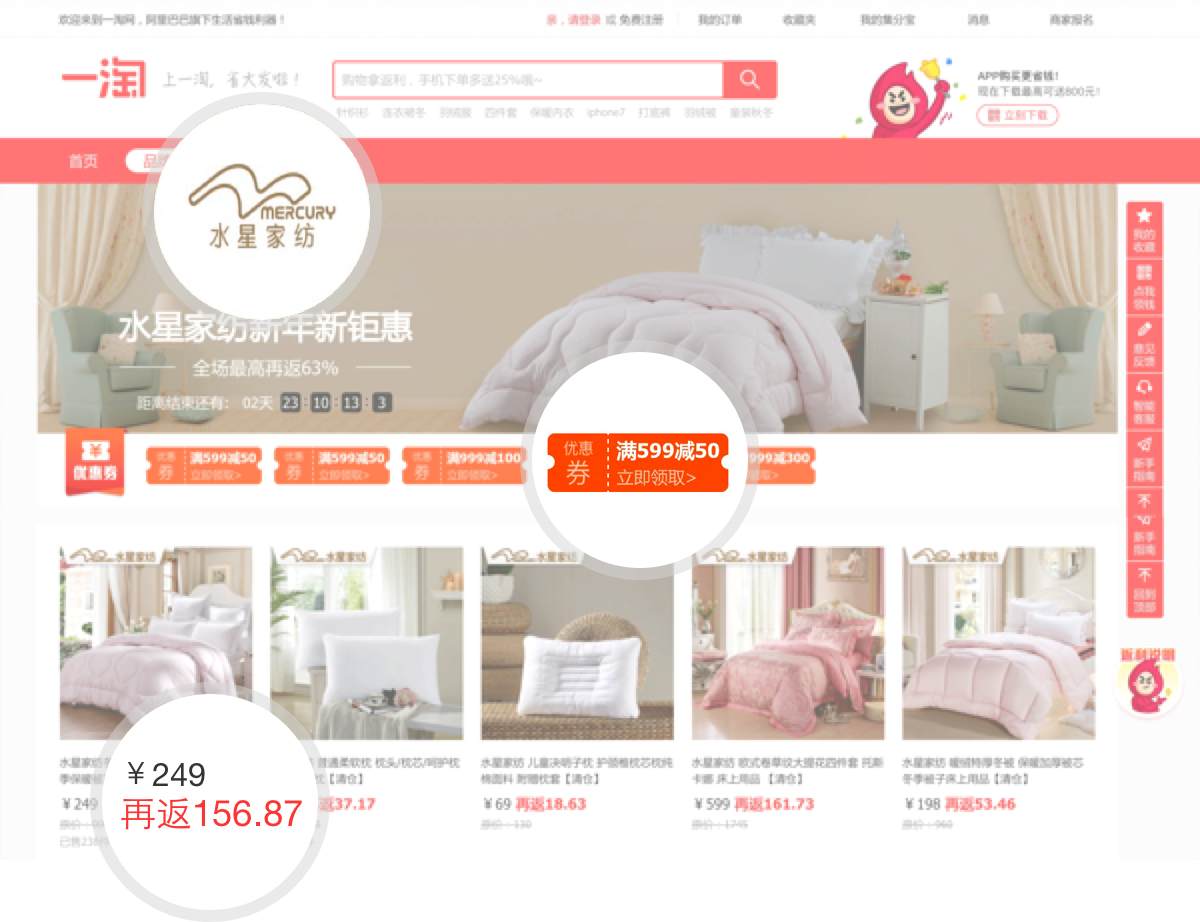 欢迎来到一淘网，阿里巴巴旗下生活省钱利器！
亲，请登录 或 免费注册 我的订单 收藏夹 我的集分宝 消息 商家报名
一淘 上一淘，省大发啦！
购物拿返利，手机下单多送25%哦~
针织衫 连衣裙冬 羽绒服 四件套 保暖内衣 iphone7 打底裤 羽绒被 童装秋冬
APP购买更省钱！
现在下载最高可送800元！
立刻下载
首页
MERCURY
水星家纺
水星家纺新年新钜惠
全场最高再返63%
距离结束还有： 02天 23:10:13:3
我的
收藏
点我
领钱
意见
反馈
智能
客服
新手
指南
新手
指南
回到
顶部
返利说明
优惠券
优惠券 满599减50 立即领取>
优惠券 满599减50 立即领取>
优惠券 满999减100 立即领取>
优惠券 满599减50 立即领取>
999减300
水星家纺
水星家纺
水星家纺
水星家纺
水星家纺
水星家纺
季保暖被
￥249
已售238
￥249
再返156.87
普通柔软枕 枕头/枕芯/呵护枕
【清仓】
再返37.17
水星家纺 儿童决明子枕 护颈椎枕芯枕纯
棉面料 附赠枕套【清仓】
￥69 再返18.63
原价：130
水星家纺 欧式卷草纹大提花四件套 托斯
卡娜 床上用品 【清仓】
￥599 再返161.73
原价：1745
水星家纺 暖绒特厚冬被 保暖加厚被芯
冬季被子床上用品【清仓】
￥198 再返53.46
原价：960